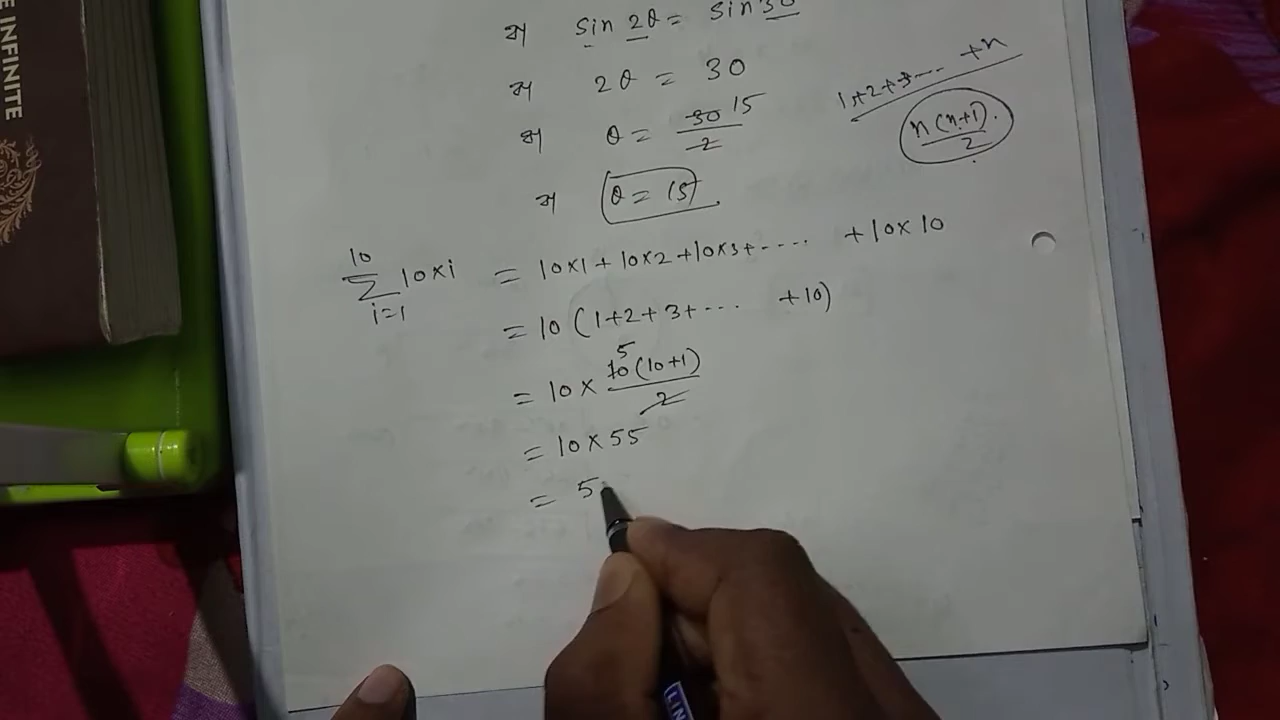 বা sin 2θ = sin 30
বা 2θ = 30
বা θ = 30 15 / 2
বা θ = 15
1+2+3+.... +n
n(n+1) / 2
10 ∑ i=1 10×i = 10×1 + 10×2 + 10×3 + ..... + 10×10
= 10 (1+2+3+... +10)
= 10 × 5 10(10+1) / 2
= 10 × 55
= 5
E INFINITE
LIN